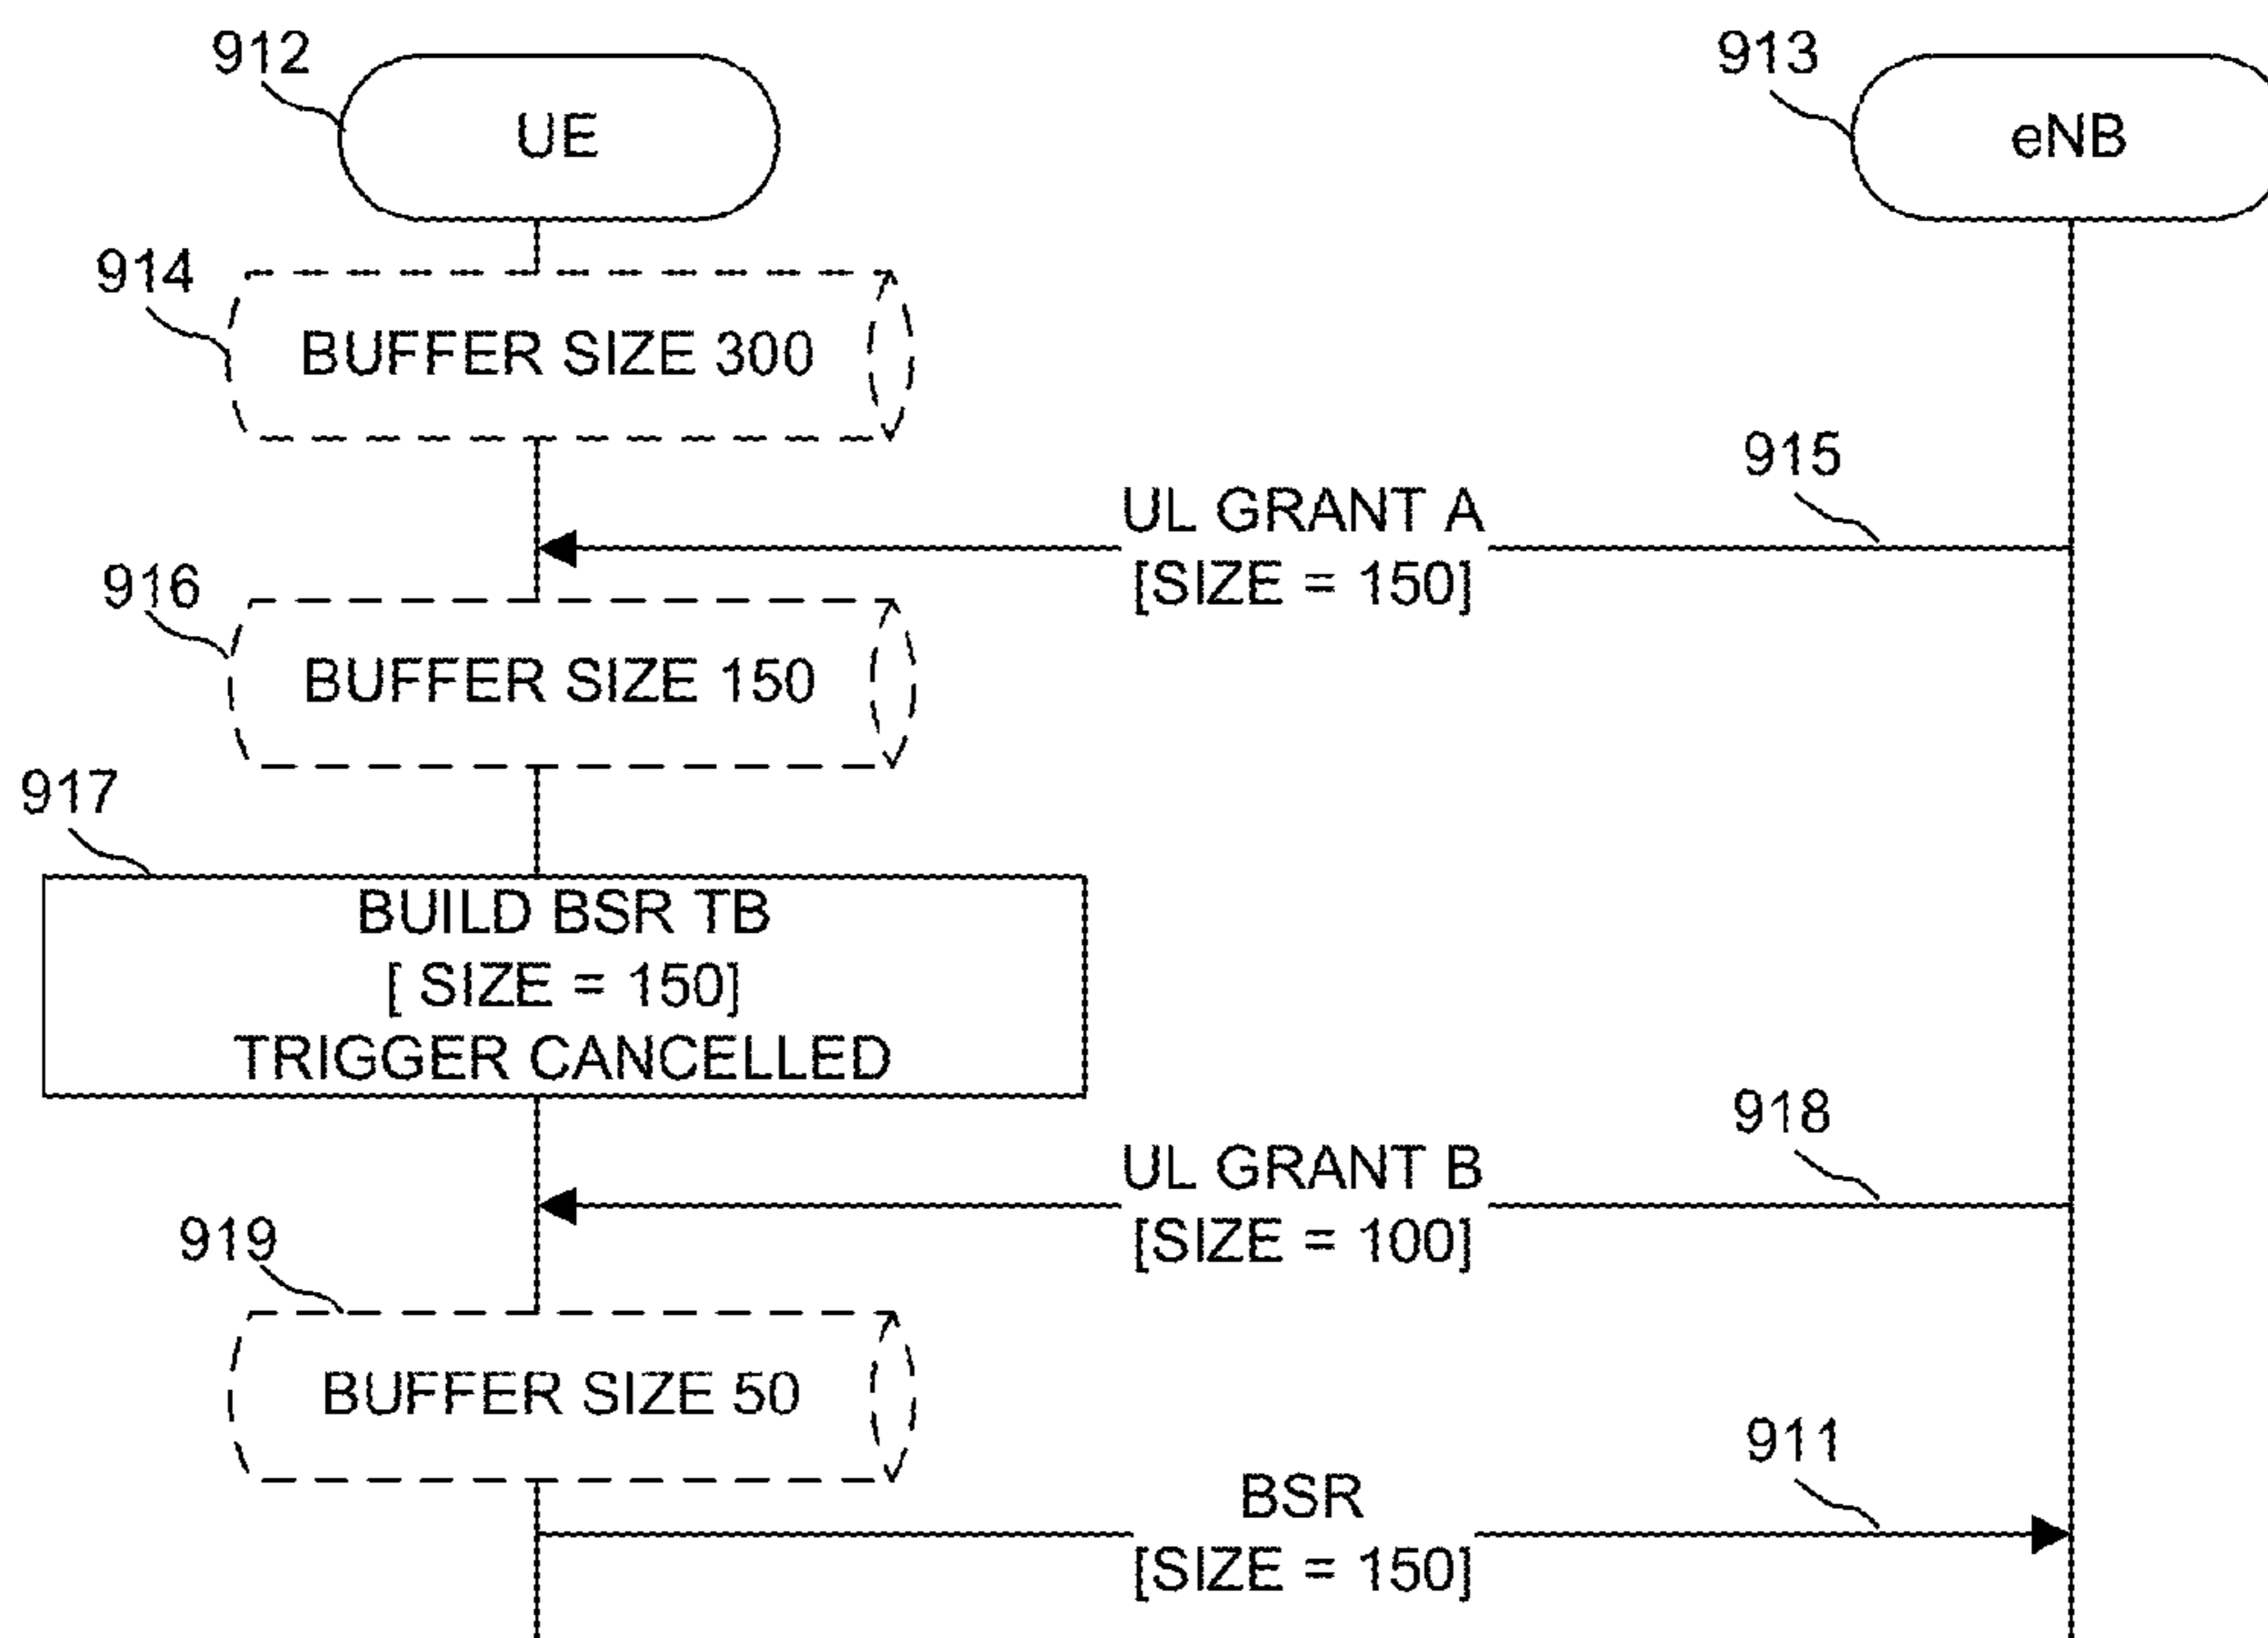 912
UE
913
eNB
914
BUFFER SIZE 300
915
UL GRANT A
[SIZE = 150]
916
BUFFER SIZE 150
917
BUILD BSR TB
[ SIZE = 150]
TRIGGER CANCELLED
918
UL GRANT B
[SIZE = 100]
919
BUFFER SIZE 50
911
BSR
[SIZE = 150]